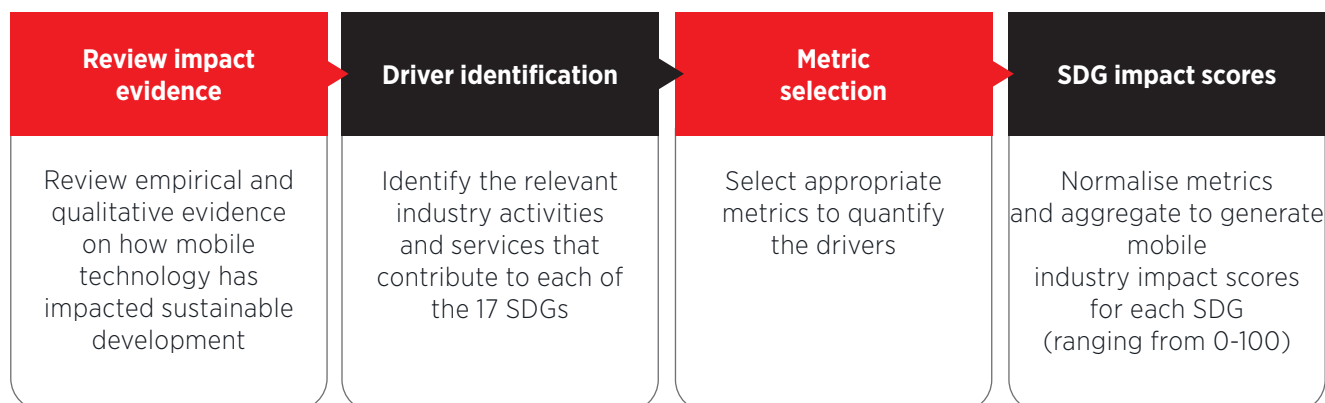 Review impact
evidence
Review empirical and
qualitative evidence
on how mobile
technology has
impacted sustainable
development
Driver identification
Identify the relevant
industry activities
and services that
contribute to each of
the 17 SDGs
Metric
selection
Select appropriate
metrics to quantify
the drivers
SDG impact scores
Normalise metrics
and aggregate to generate
mobile
industry impact scores
for each SDG
(ranging from 0-100)